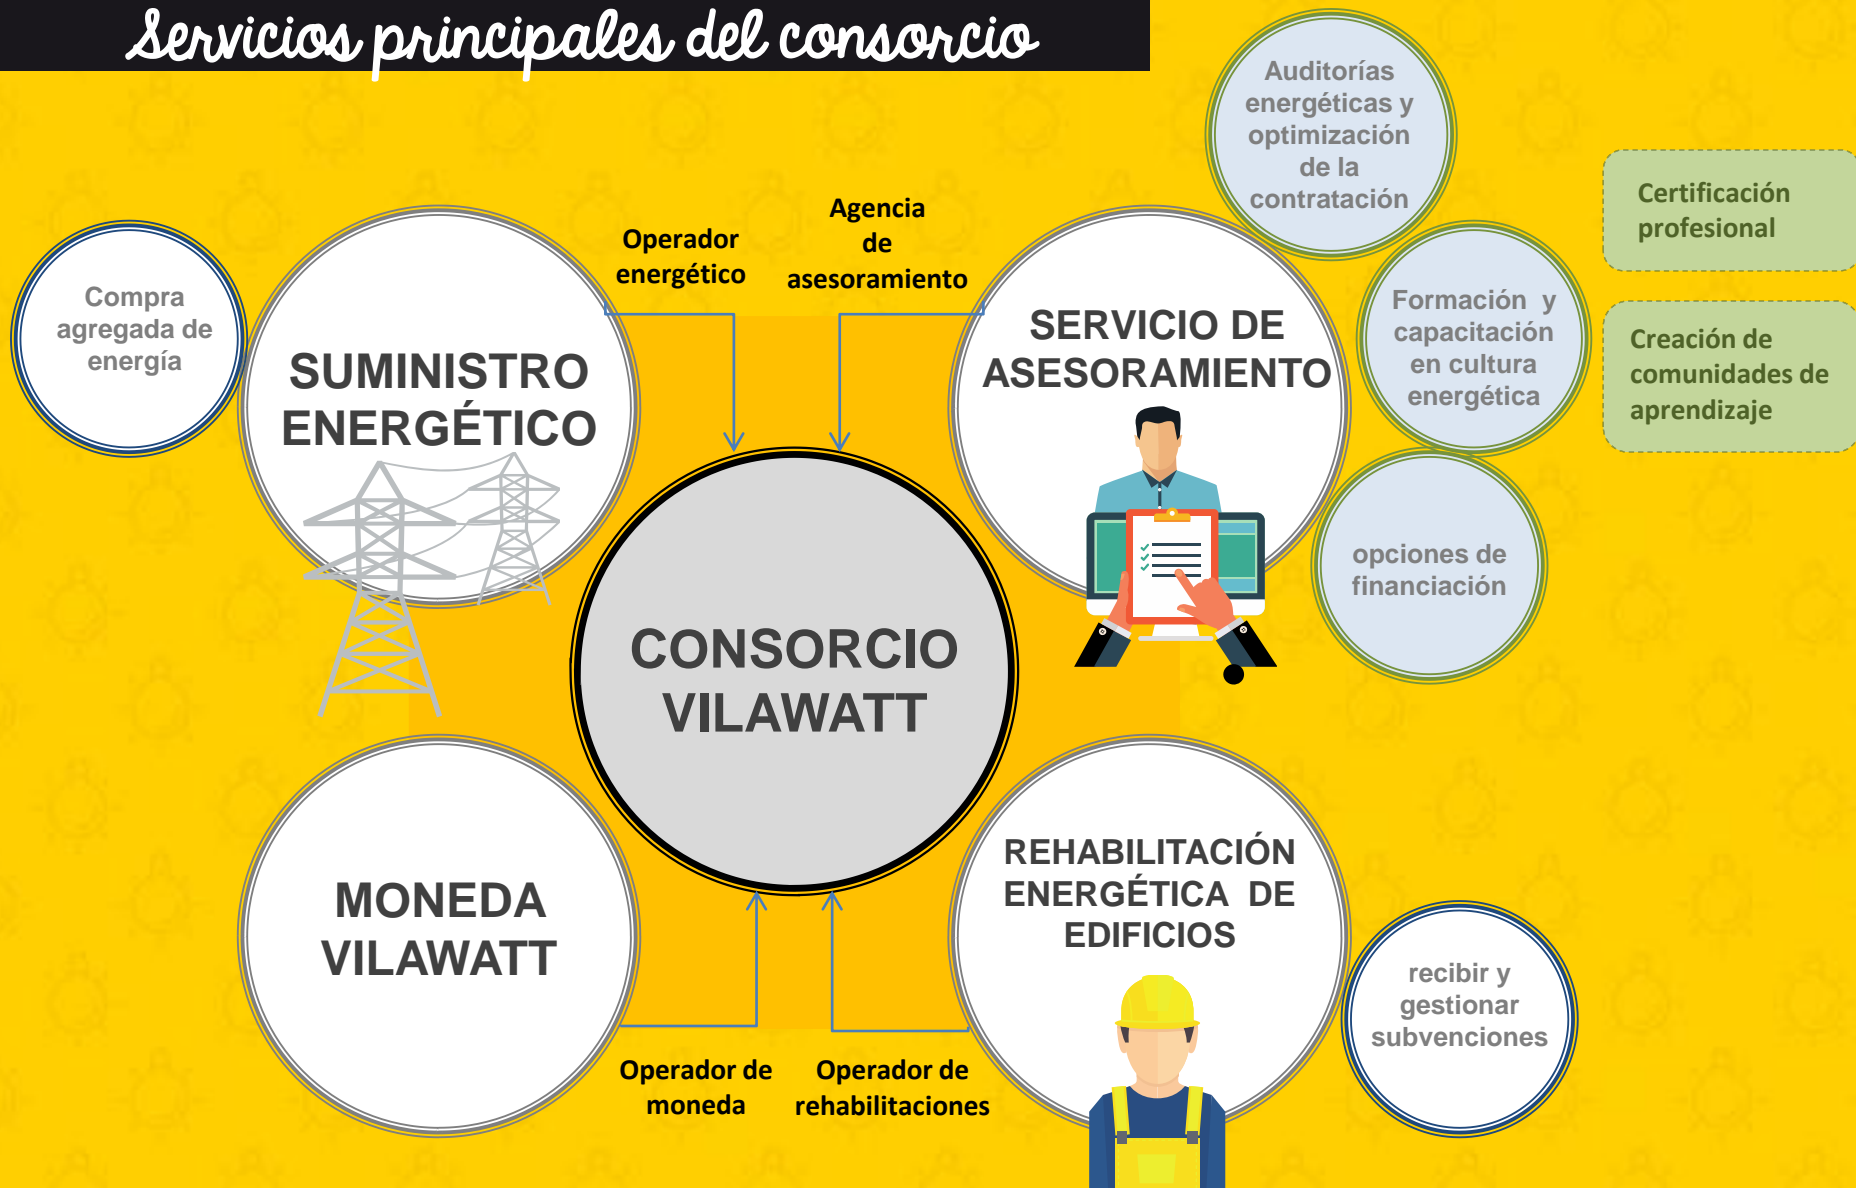 Servicios principales del consorcio
Compra
agregada de
energía
SUMINISTRO
ENERGÉTICO
Operador
energético
Agencia
de
asesoramiento
SERVICIO DE
ASESORAMIENTO
Auditorías
energéticas y
optimización
de la
contratación
Formación y
capacitación
en cultura
energética
opciones de
financiación
Certificación
profesional
Creación de
comunidades de
aprendizaje
CONSORCIO
VILAWATT
MONEDA
VILAWATT
Operador de
moneda
Operador de
rehabilitaciones
REHABILITACIÓN
ENERGÉTICA DE
EDIFICIOS
recibir y
gestionar
subvenciones